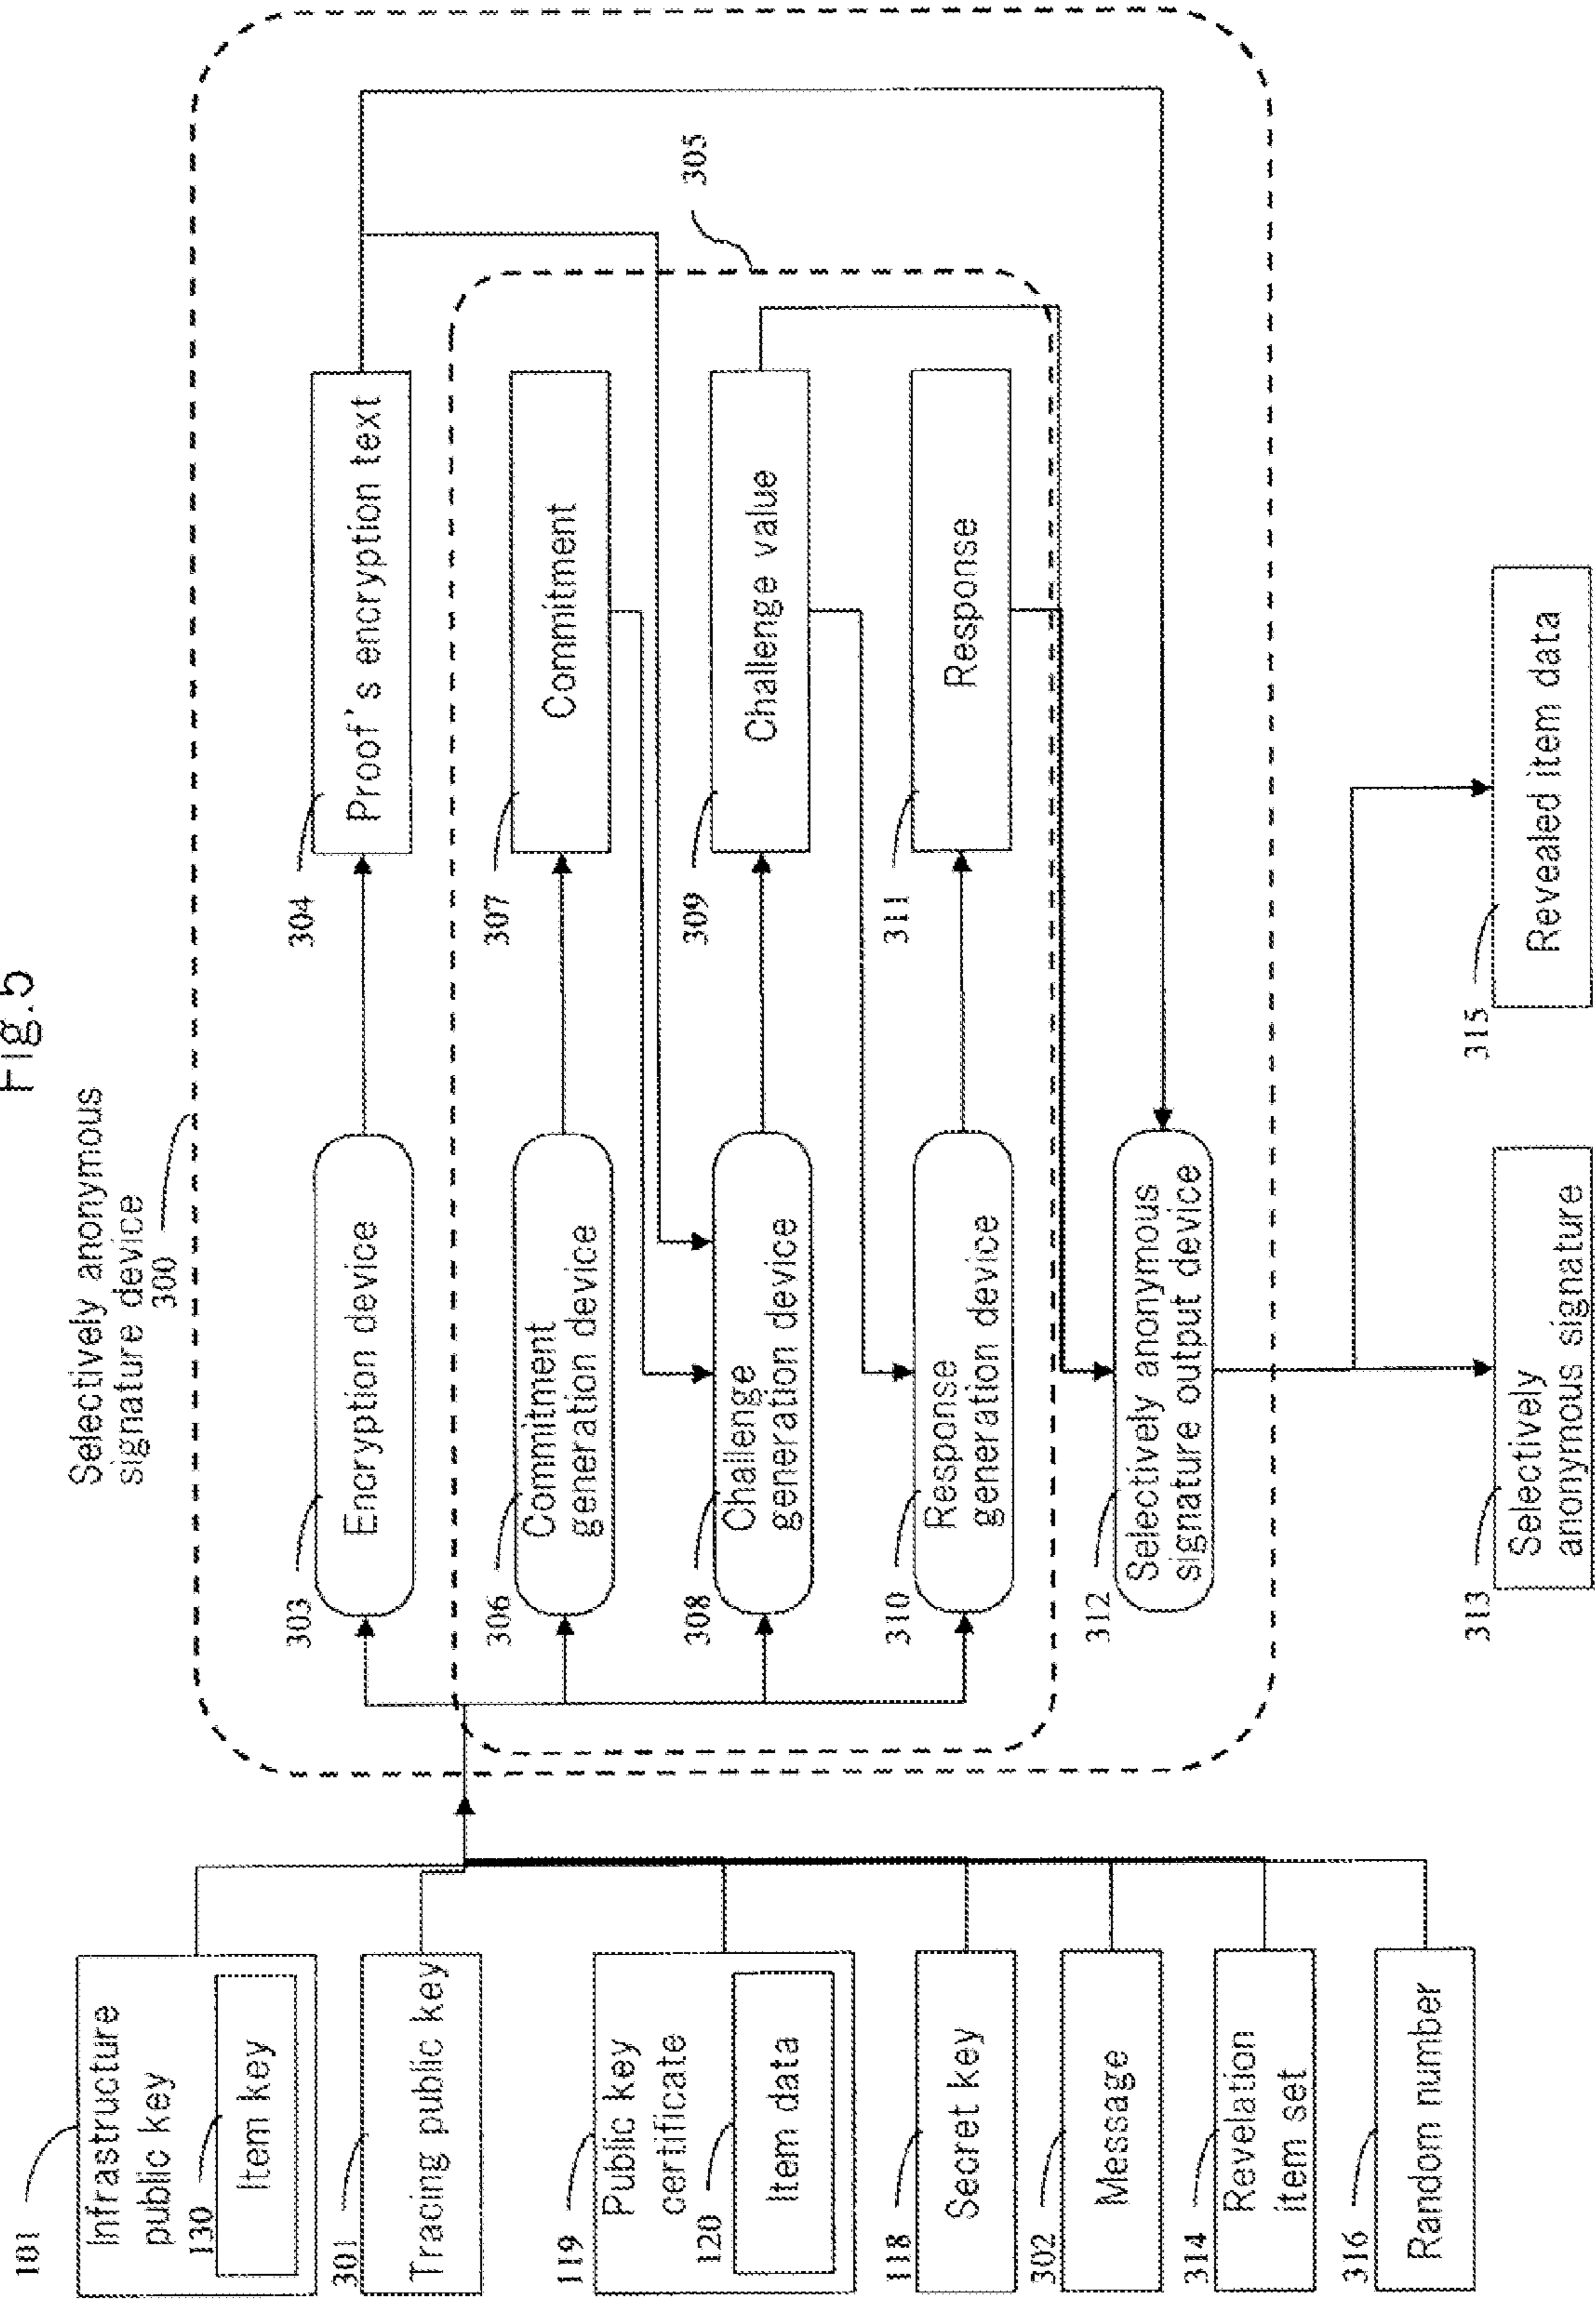 Fig.5
Selectively anonymous
signature device
300
101
Infrastructure
public key
130
Item key
301
Tracing public key
119
Public key
certificate
120
Item data
118
Secret key
302
Message
314
Revelation
item set
316
Random number
303
Encryption device
304
Proof's encryption text
305
306
Commitment
generation device
307
Commitment
308
Challenge
generation device
309
Challenge value
310
Response
generation device
311
Response
312
Selectively anonymous
signature output device
313
Selectively
anonymous signature
315
Revealed item data